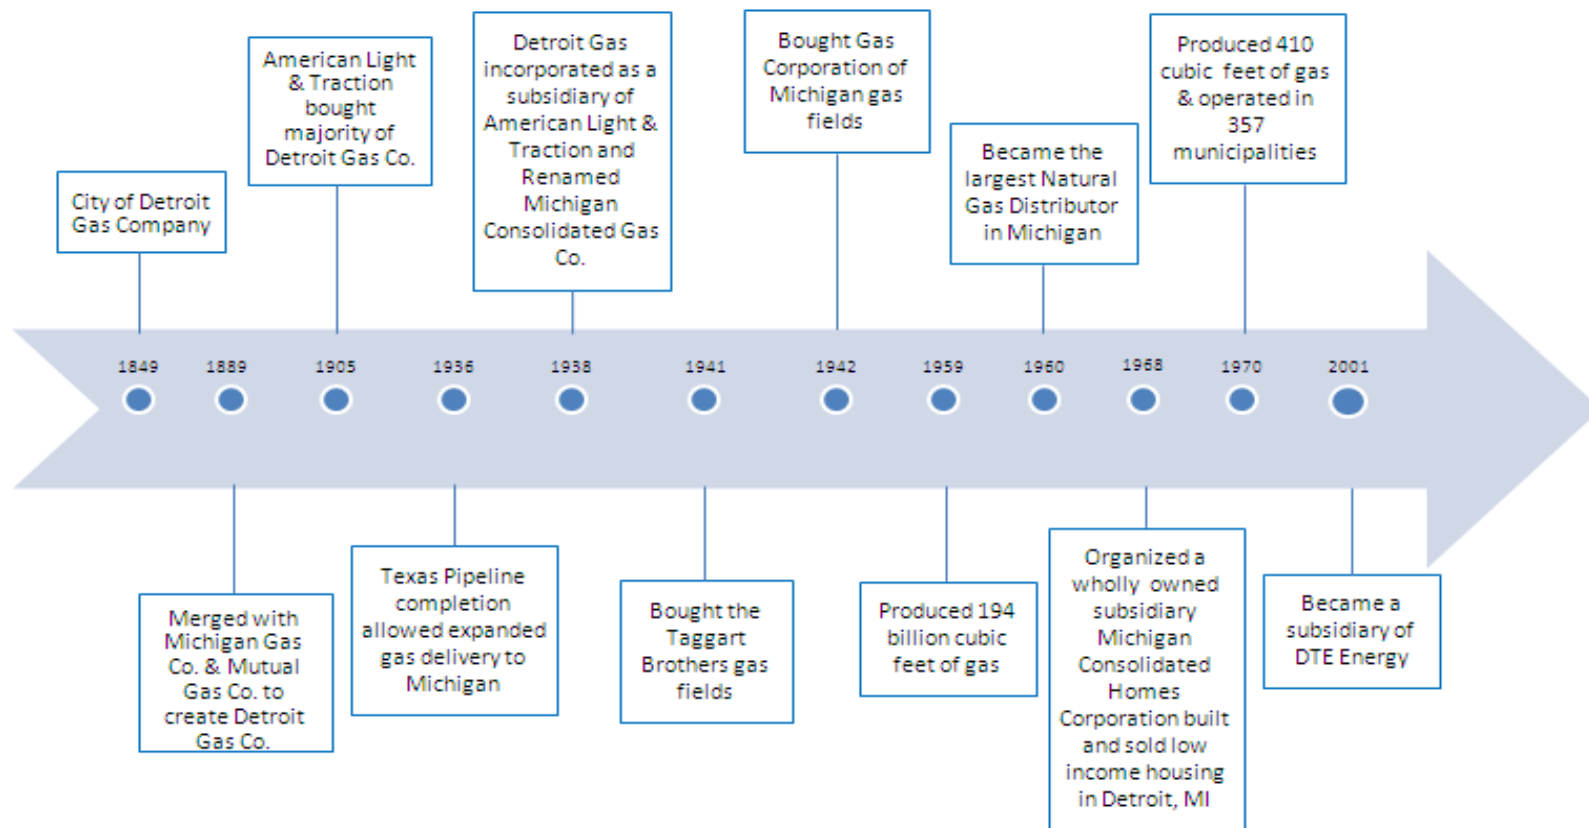 City of Detroit
Gas Company
American Light
& Traction
bought
majority of
Detroit Gas Co.
Detroit Gas
incorporated as a
subsidiary of
American Light &
Traction and
Renamed
Michigan
Consolidated Gas
Co.
Bought Gas
Corporation of
Michigan gas
fields
Became the
largest Natural
Gas Distributor
in Michigan
Produced 410
cubic feet of gas
& operated in
357
municipalities
1849
1889
1905
1936
1938
1941
1942
1959
1960
1968
1970
2001
Merged with
Michigan Gas
Co. & Mutual
Gas Co. to
create Detroit
Gas Co.
Texas Pipeline
completion
allowed expanded
gas delivery to
Michigan
Bought the
Taggart
Brothers gas
fields
Produced 194
billion cubic
feet of gas
Organized a
wholly owned
subsidiary
Michigan
Consolidated
Homes
Corporation built
and sold low
income housing
in Detroit, MI
Became a
subsidiary of
DTE Energy